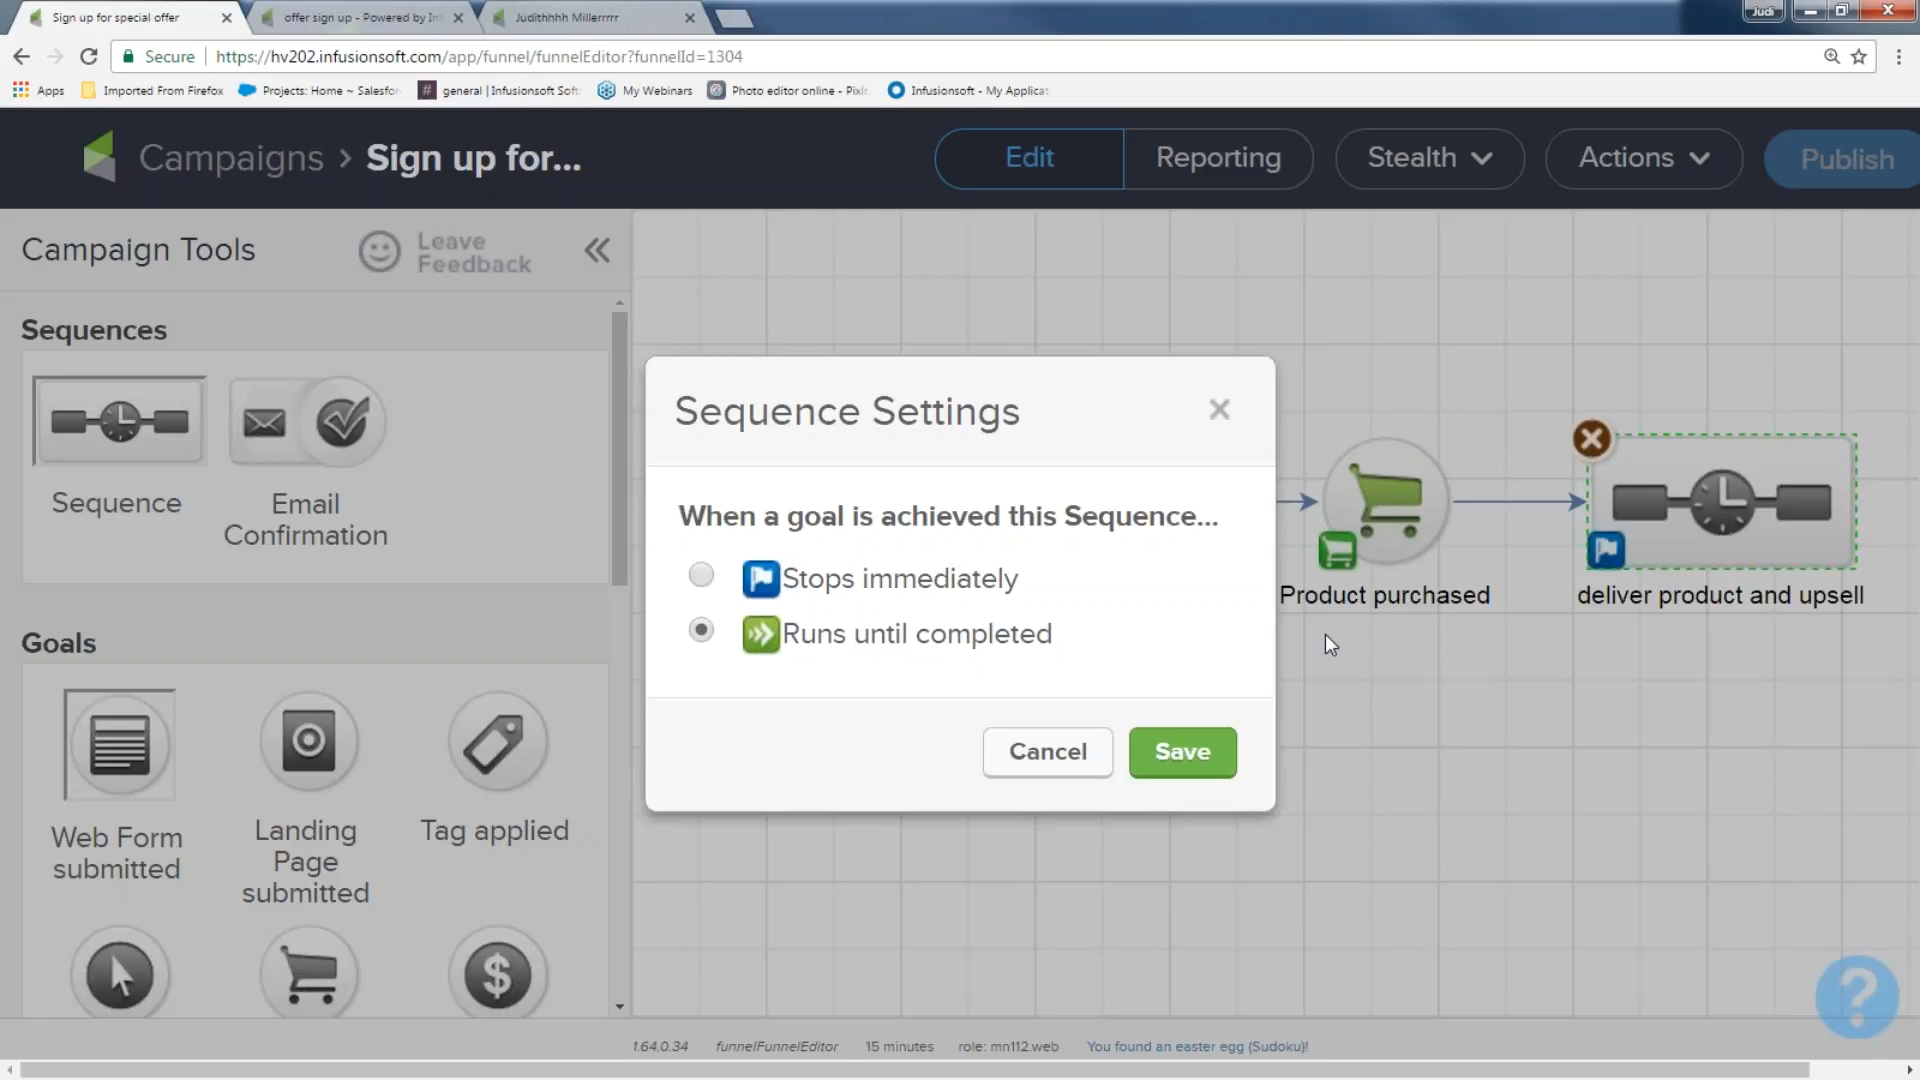 Sign up for special offer
offer sign up - Powered by In
Judithhhh Millerrrrr
Judi
Secure
https://hv202.infusionsoft.com/app/funnel/funnelEditor?funnelId=1304
Apps
Imported From Firefox
Projects: Home ~ Salesfor
# general | Infusionsoft Soft
My Webinars
Photo editor online - Pixlr
Infusionsoft - My Applicat
Campaigns > Sign up for...
Edit
Reporting
Stealth
Actions
Publish
Campaign Tools
Leave
Feedback
Sequences
Sequence
Email
Confirmation
Goals
Web Form
submitted
Landing
Page
submitted
Tag applied
$
Sequence Settings
When a goal is achieved this Sequence...
Stops immediately
Runs until completed
Cancel
Save
Product purchased
deliver product and upsell
?
1.64.0.34
funnelFunnelEditor
15 minutes
role: mn112.web
You found an easter egg (Sudoku)!